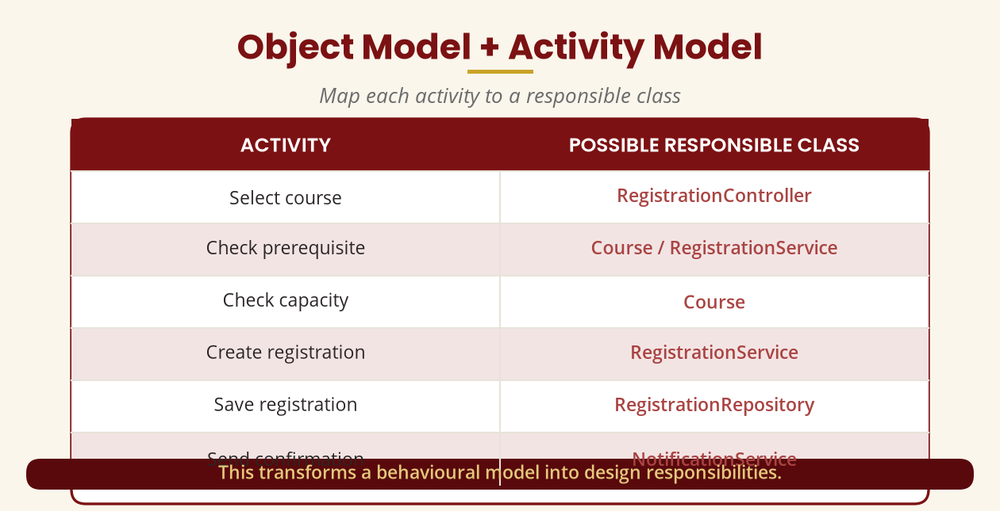 Object Model + Activity Model
Map each activity to a responsible class
ACTIVITY POSSIBLE RESPONSIBLE CLASS
Select course RegistrationController
Check prerequisite Course / RegistrationService
Check capacity Course
Create registration RegistrationService
Save registration RegistrationRepository
Send confirmation NotificationService
This transforms a behavioural model into design responsibilities.